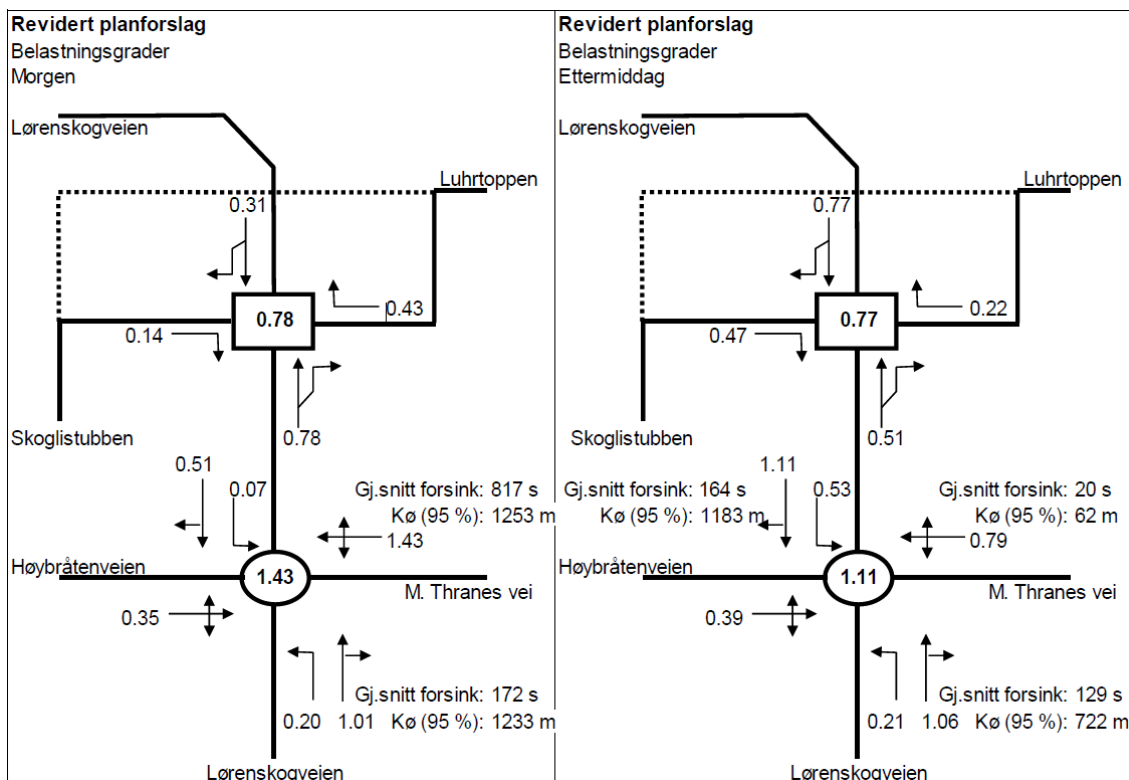 Revidert planforslag
Belastningsgrader
Morgen
Lørenskogveien
Luhrtoppen
0.31
0.78
0.43
0.14
Skoglistubben
0.78
0.51
0.07
Gj.snitt forsink: 817 s
Kø (95 %): 1253 m
1.43
Høybråtenveien
1.43
M. Thranes vei
0.35
Gj.snitt forsink: 172 s
0.20 1.01 Kø (95 %): 1233 m
Lørenskogveien
Revidert planforslag
Belastningsgrader
Ettermiddag
Lørenskogveien
Luhrtoppen
0.77
0.77
0.22
0.47
Skoglistubben
0.51
1.11
Gj.snitt forsink: 164 s
Kø (95 %): 1183 m
0.53
Gj.snitt forsink: 20 s
Kø (95 %): 62 m
0.79
Høybråtenveien
1.11
M. Thranes vei
0.39
Gj.snitt forsink: 129 s
0.21 1.06 Kø (95 %): 722 m
Lørenskogveien